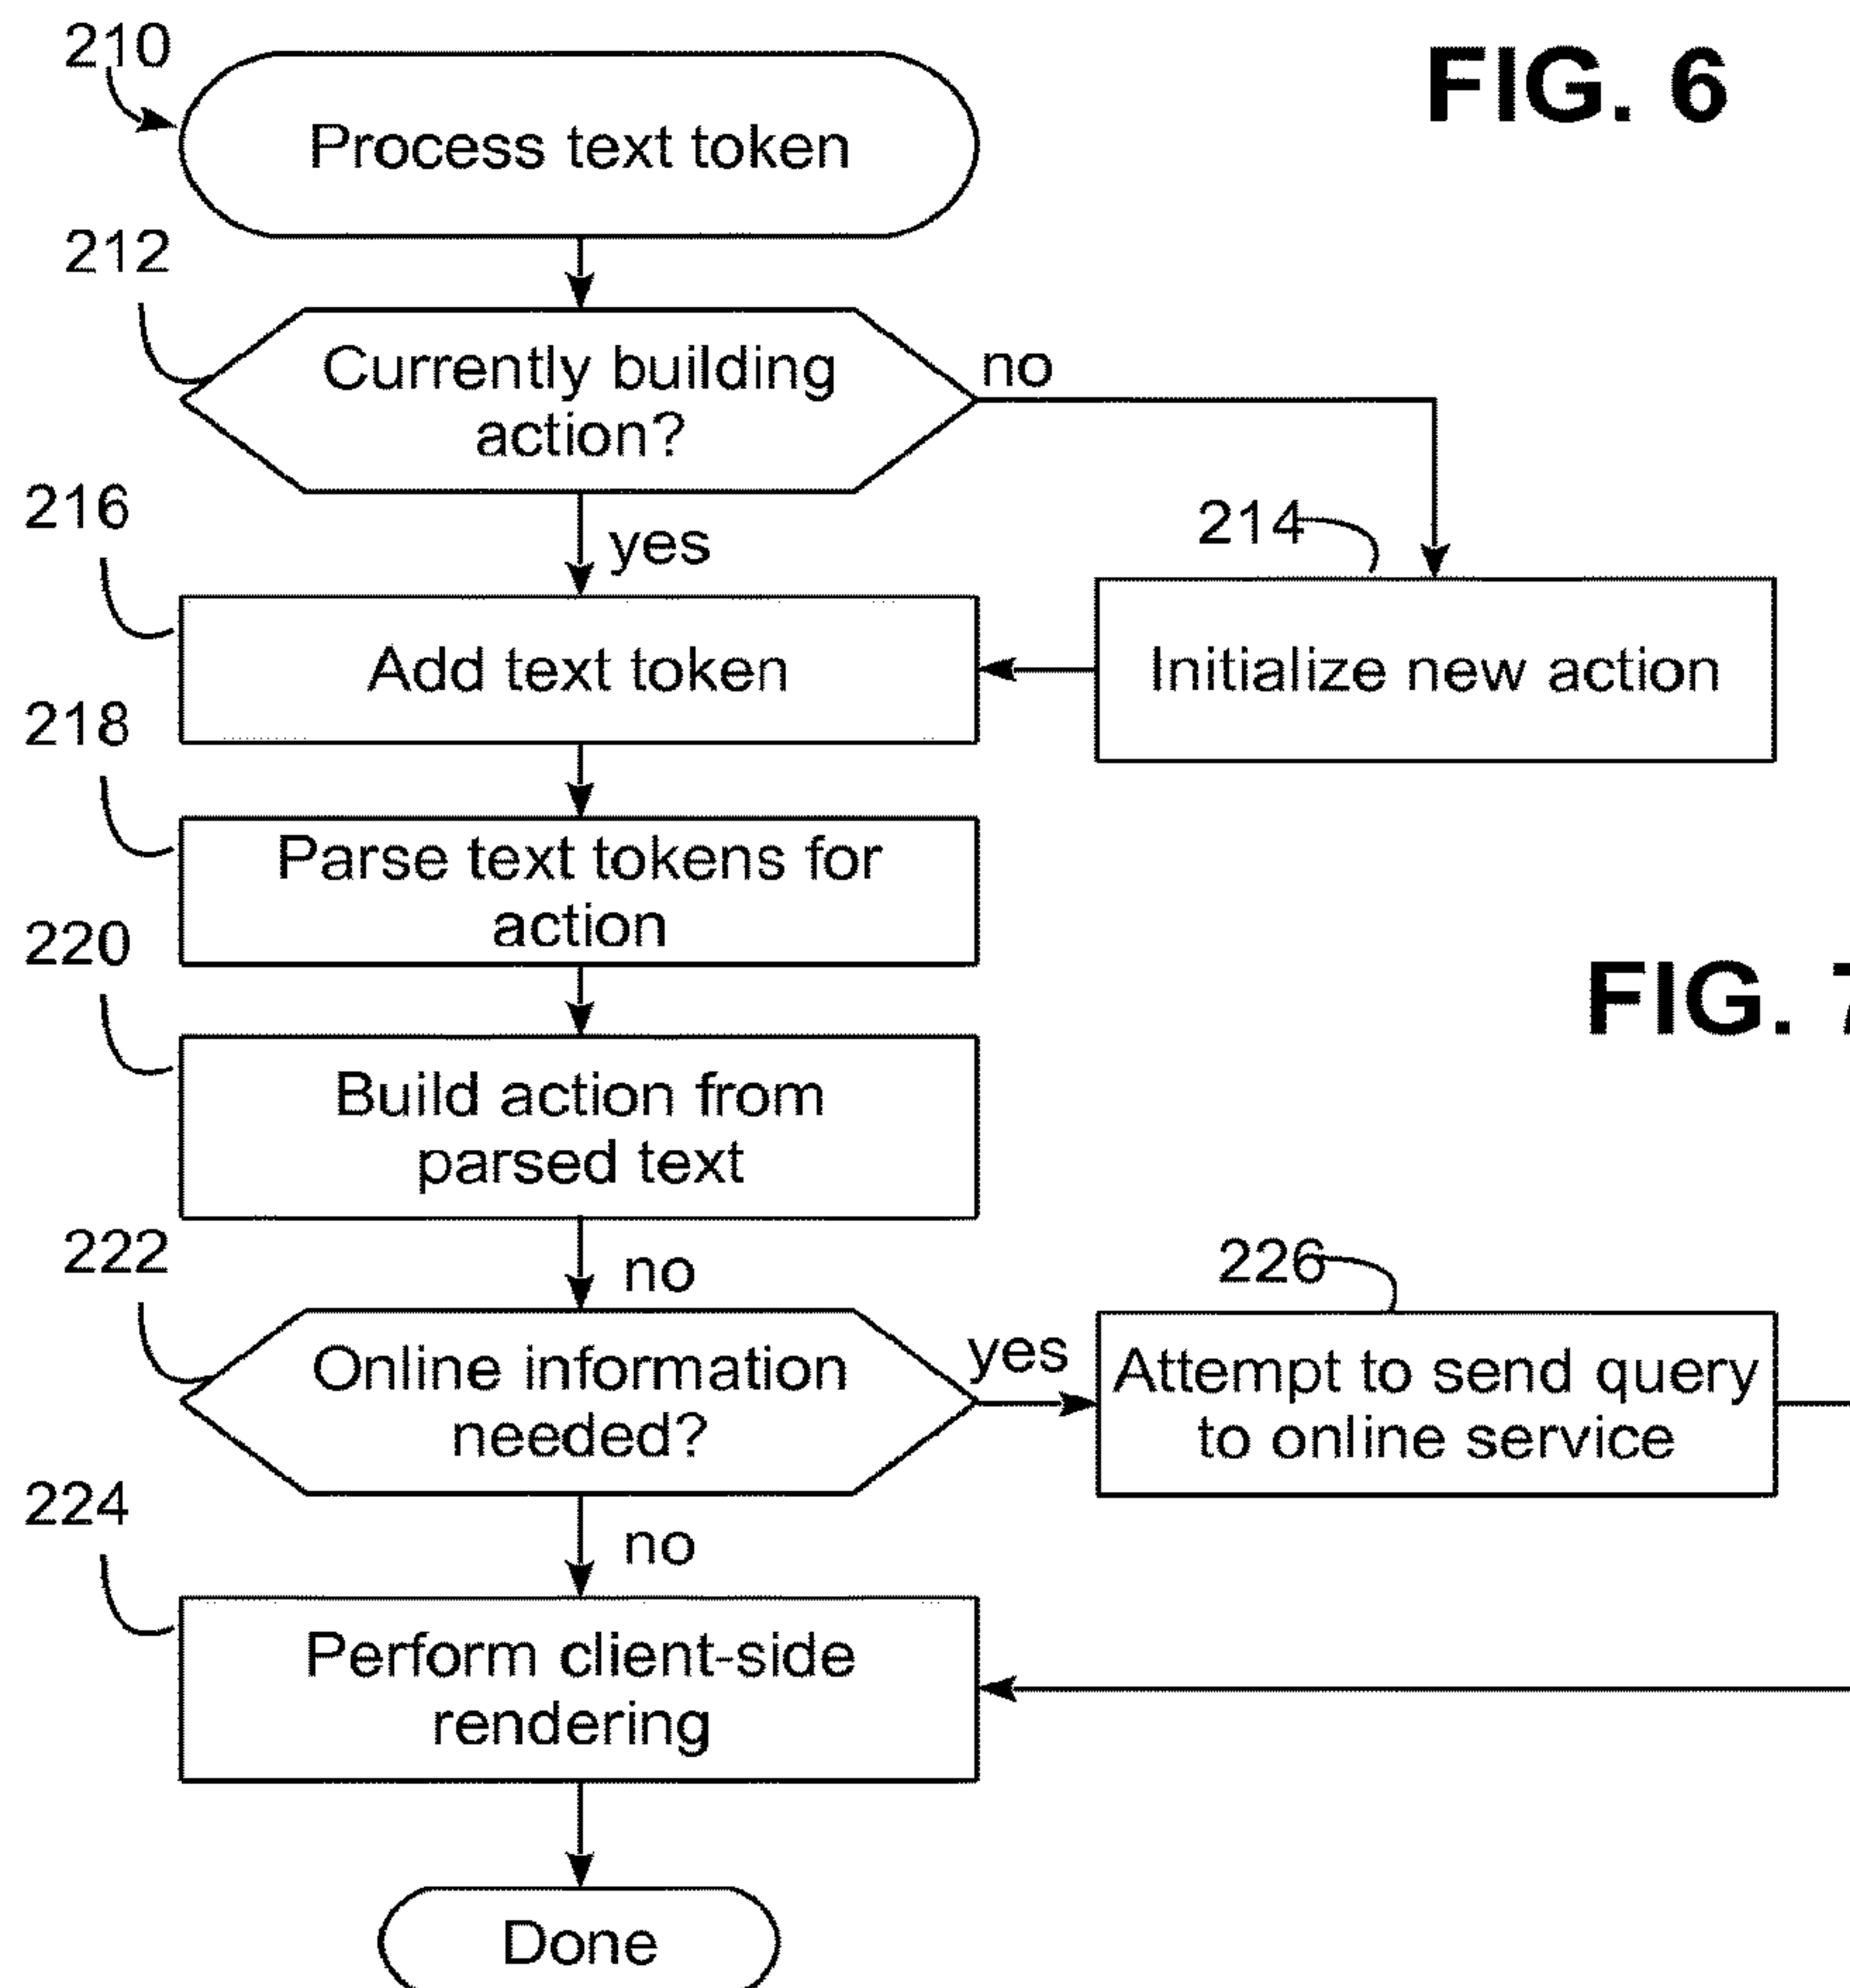 210
FIG. 6
Process text token
212
Currently building
action?
no
216
yes
214
Add text token
Initialize new action
218
Parse text tokens for
action
220
FIG. 7
Build action from
parsed text
222
no
226
Online information
needed?
yes
Attempt to send query
to online service
224
no
Perform client-side
rendering
Done